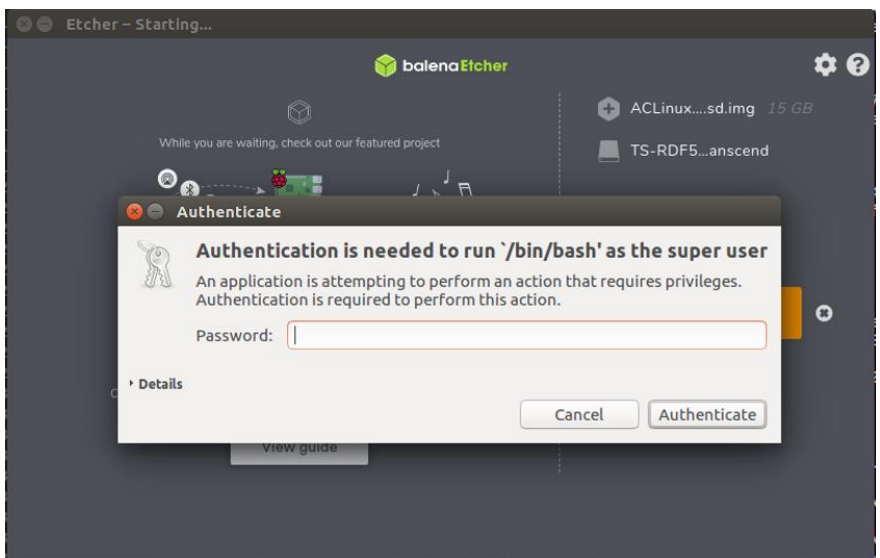 Etcher – Starting...
balenaEtcher
ACLinux....sd.img 15 GB
While you are waiting, check out our featured project
TS-RDF5...anscend
Authenticate
Authentication is needed to run `/bin/bash' as the super user
An application is attempting to perform an action that requires privileges.
Authentication is required to perform this action.
Password:
Details
Cancel
Authenticate
View guide